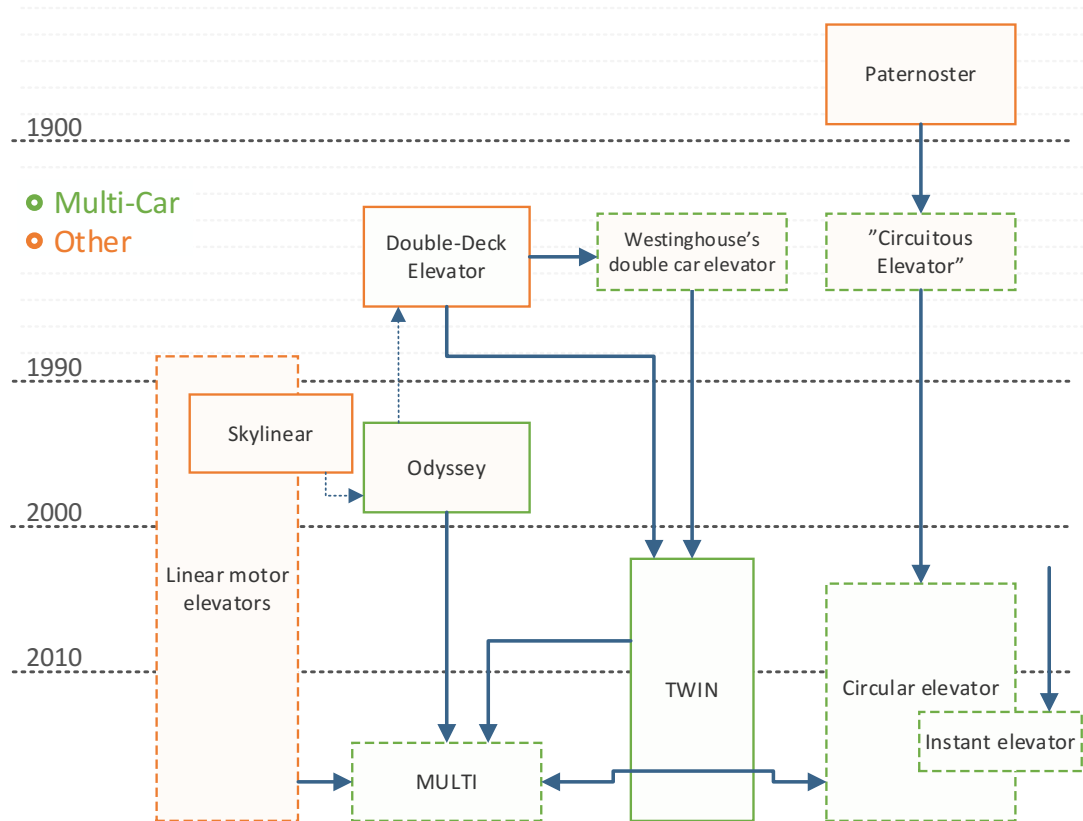 Paternoster
1900
Multi-Car
Other
Double-Deck
Elevator
Westinghouse's
double car elevator
”Circuitous
Elevator”
1990
Skylinear
Odyssey
2000
Linear motor
elevators
2010
TWIN
Circular elevator
Instant elevator
MULTI